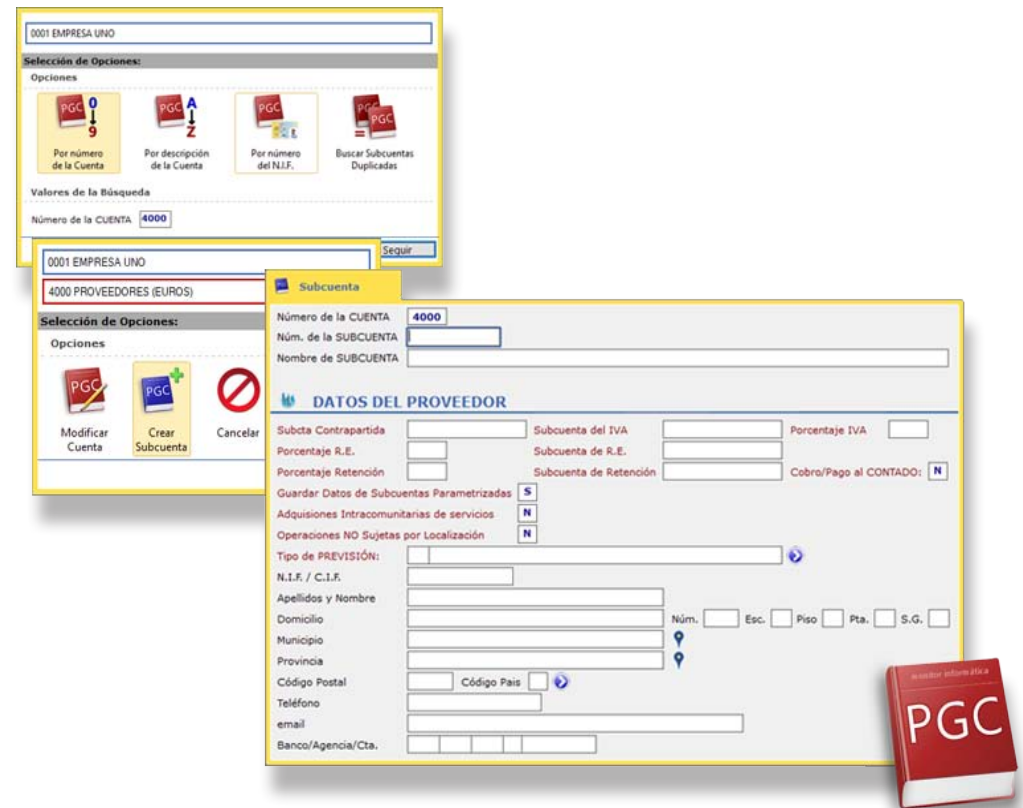 0001 EMPRESA UNO
Selección de Opciones:
Opciones
PGC 0 9
PGC A Z
PGC
PGC PGC =
Por número de la Cuenta
Por descripción de la Cuenta
Por número del N.I.F.
Buscar Subcuentas Duplicadas
Valores de la Búsqueda
Número de la CUENTA 4000
Seguir
0001 EMPRESA UNO
4000 PROVEEDORES (EUROS)
Selección de Opciones:
Opciones
PGC
PGC
Modificar Cuenta
Crear Subcuenta
Cancelar
Subcuenta
Número de la CUENTA 4000
Núm. de la SUBCUENTA
Nombre de SUBCUENTA
DATOS DEL PROVEEDOR
Subcta Contrapartida Subcuenta del IVA Porcentaje IVA
Porcentaje R.E. Subcuenta de R.E.
Porcentaje Retención Subcuenta de Retención Cobro/Pago al CONTADO: N
Guardar Datos de Subcuentas Parametrizadas S
Adquisiones Intracomunitarias de servicios N
Operaciones NO Sujetas por Localización N
Tipo de PREVISIÓN:
N.I.F. / C.I.F.
Apellidos y Nombre
Domicilio Núm. Esc. Piso Pta. S.G.
Municipio
Provincia
Código Postal Código Pais
Teléfono
email
Banco/Agencia/Cta.
monitor informática
PGC